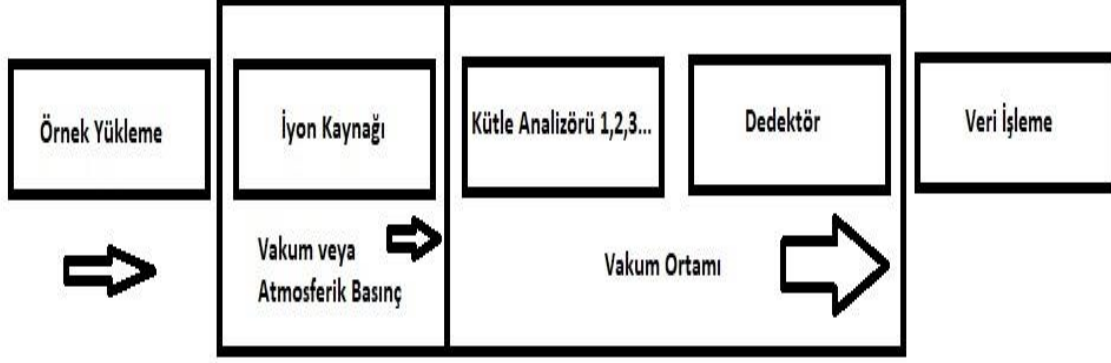 Örnek Yükleme
İyon Kaynağı
Kütle Analizörü 1,2,3...
Dedektör
Veri İşleme
Vakum veya
Atmosferik Basınç
Vakum Ortamı